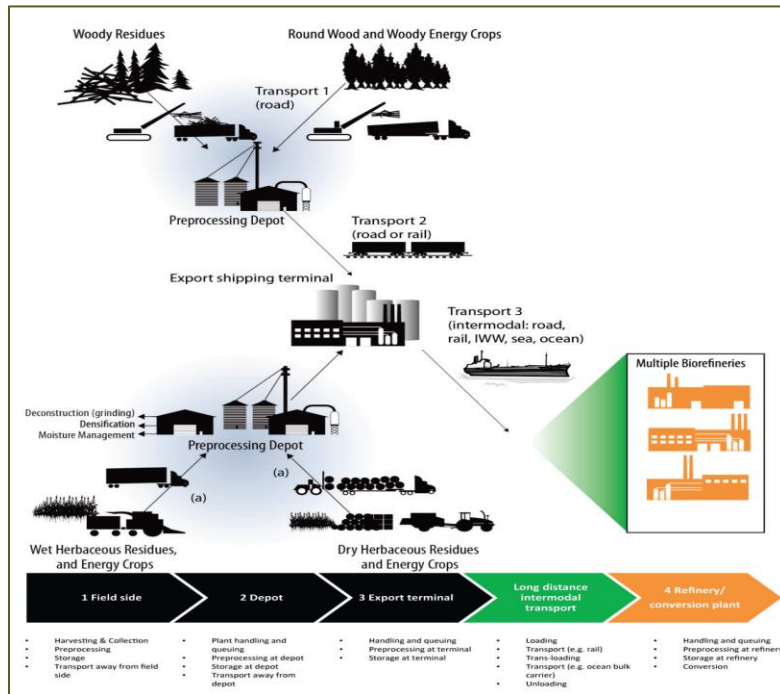 Woody Residues
Round Wood and Woody Energy Crops
Transport 1
(road)
Preprocessing Depot
Transport 2
(road or rail)
Export shipping terminal
Transport 3
(intermodal: road,
rail, IWW, sea, ocean)
Multiple Biorefineries
Deconstruction (grinding)
Densification
Moisture Management
Preprocessing Depot
(a)
(a)
Wet Herbaceous Residues,
and Energy Crops
Dry Herbaceous Residues
and Energy Crops
1 Field side
2 Depot
3 Export terminal
Long distance
intermodal
transport
4 Refinery/
conversion plant
• Harvesting & Collection
• Preprocessing
• Storage
• Transport away from field
side
• Plant handling and
queuing
• Preprocessing at depot
• Storage at depot
• Transport away from
depot
• Handling and queuing
• Preprocessing at terminal
• Storage at terminal
• Loading
• Transport (e.g. rail)
• Trans-loading
• Transport (e.g. ocean bulk
carrier)
• Unloading
• Handling and queuing
• Preprocessing at refinery
• Storage at refinery
• Conversion